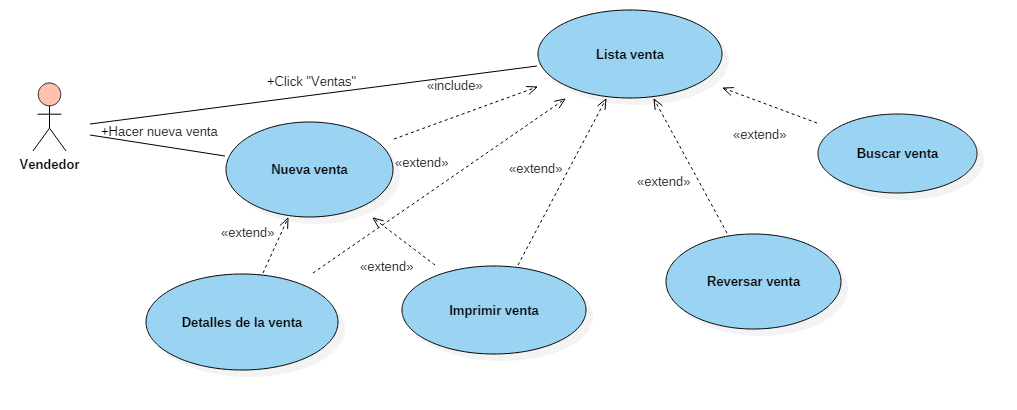 Lista venta
+Click "Ventas"
«include»
+Hacer nueva venta
«extend»
Buscar venta
Vendedor
Nueva venta
«extend»
«extend»
«extend»
«extend»
«extend»
Reversar venta
Imprimir venta
Detalles de la venta